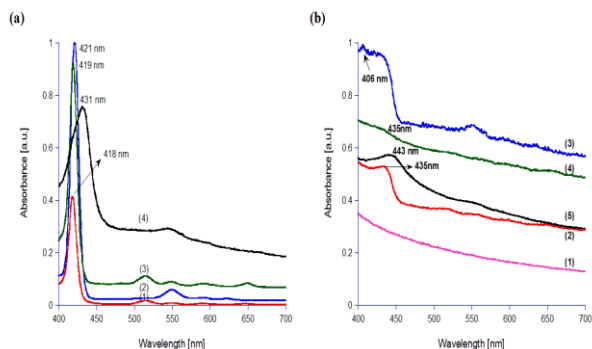 (a)
421 nm
419 nm
431 nm
418 nm
(4)
(3)
(2)
(1)
Absorbance [a.u]
1
0.8
0.6
0.4
0.2
0
400 450 500 550 600 650 700
Wavelength [nm]
(b)
406 nm
435nm
443 nm
435nm
(3)
(4)
(5)
(2)
(1)
Absorbance [a.u]
1
0.8
0.6
0.4
0.2
0
400 450 500 550 600 650 700
Wavelength [nm]